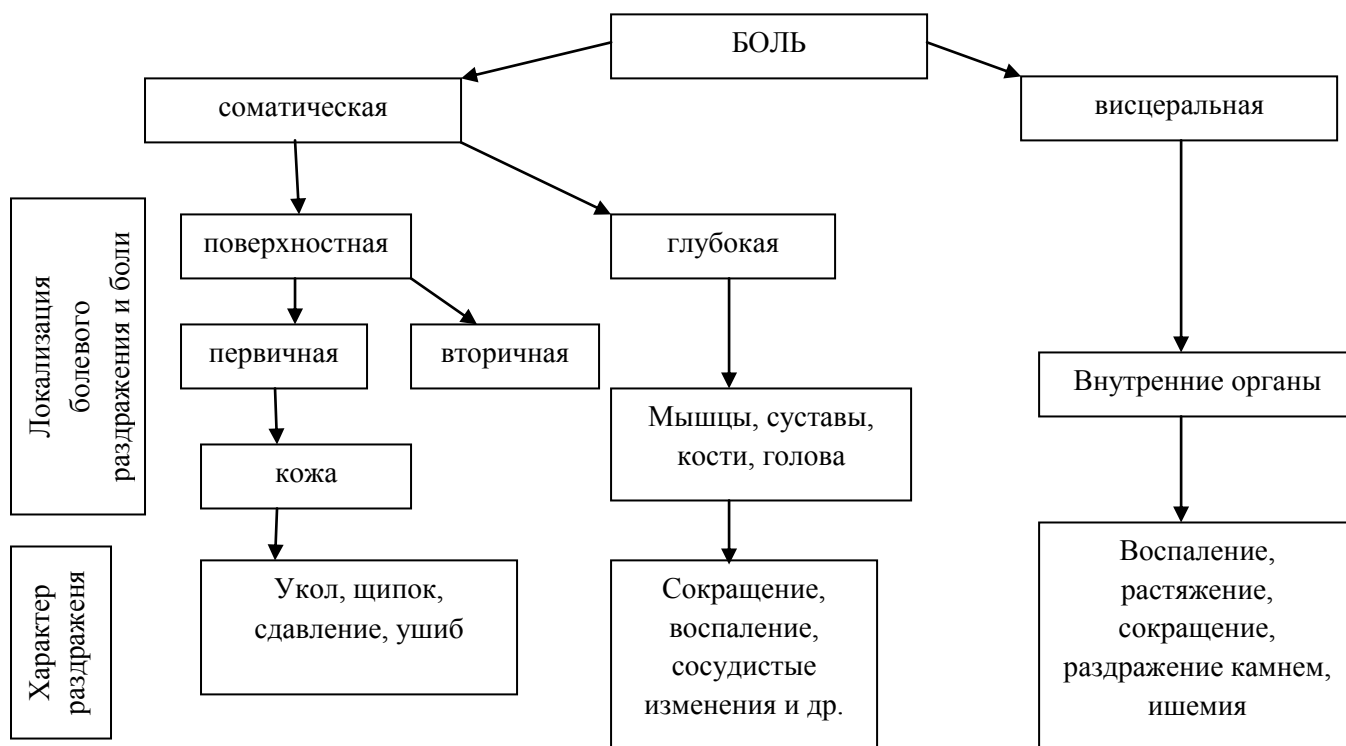 БОЛЬ
соматическая
висцеральная
Локализация
болевого
раздражения и боли
поверхностная
глубокая
первичная
вторичная
Внутренние органы
Мышцы, суставы,
кости, голова
кожа
Характер
раздраженя
Укол, щипок,
сдавление, ушиб
Сокращение,
воспаление,
сосудистые
изменения и др.
Воспаление,
растяжение,
сокращение,
раздражение камнем,
ишемия